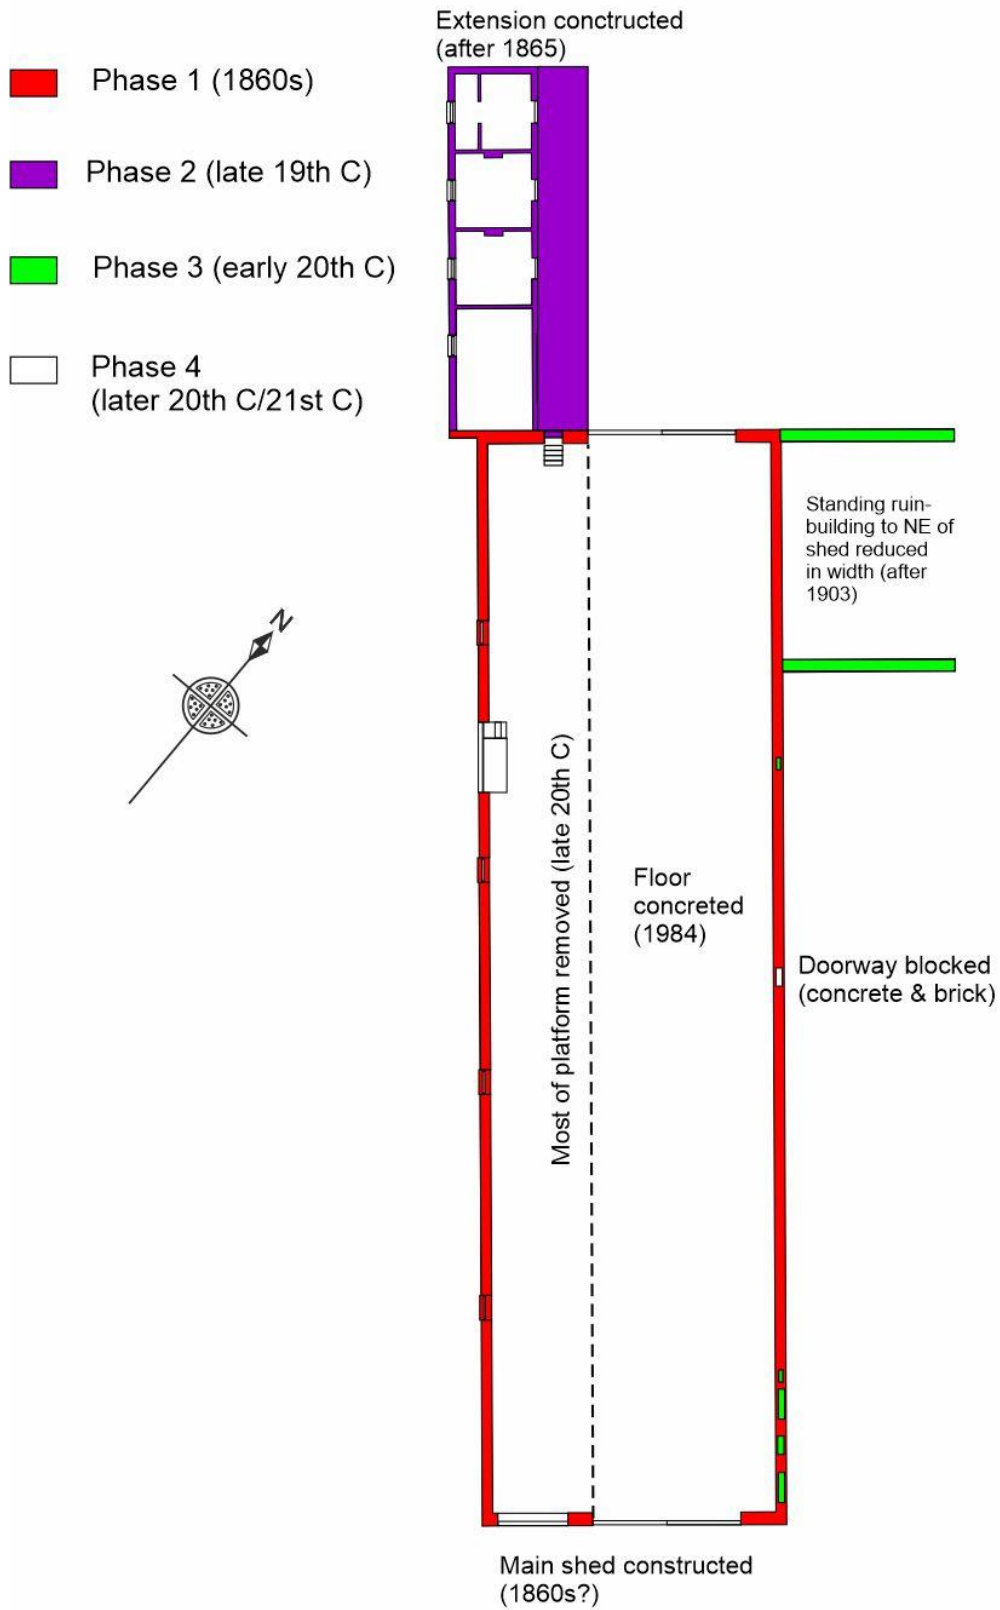 Extension conctructed
(after 1865)
Phase 1 (1860s)
Phase 2 (late 19th C)
Phase 3 (early 20th C)
Phase 4
(later 20th C/21st C)
Standing ruin-
building to NE of
shed reduced
in width (after
1903)
N
Most of platform removed (late 20th C)
Floor
concreted
(1984)
Doorway blocked
(concrete & brick)
Main shed constructed
(1860s?)